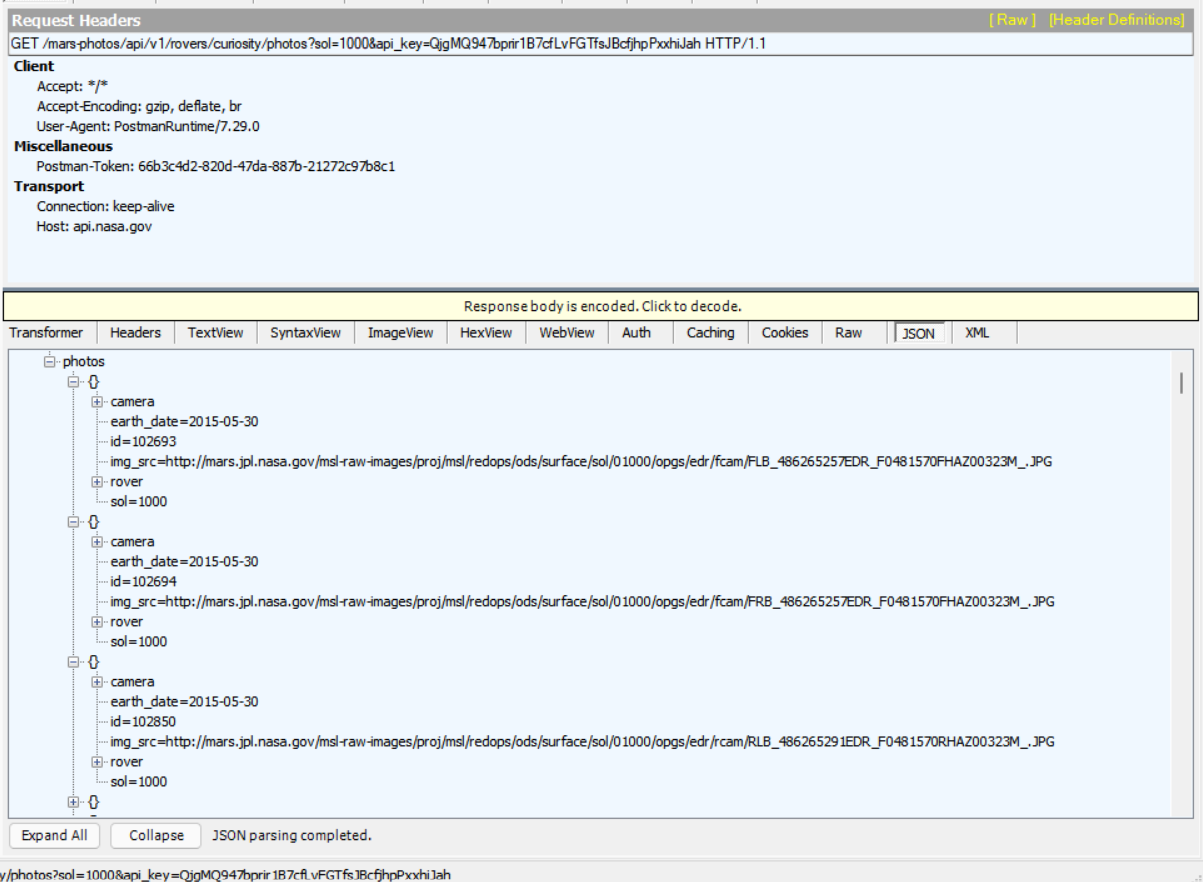 Request Headers [ Raw ] [Header Definitions]
GET /mars-photos/api/v1/rovers/curiosity/photos?sol=1000&api_key=QjgMQ947bprir1B7cfLvFGTfsJBcfjhpPxxhiJah HTTP/1.1
Client
Accept: */*
Accept-Encoding: gzip, deflate, br
User-Agent: PostmanRuntime/7.29.0
Miscellaneous
Postman-Token: 66b3c4d2-820d-47da-887b-21272c97b8c1
Transport
Connection: keep-alive
Host: api.nasa.gov
Response body is encoded. Click to decode.
Transformer Headers TextView SyntaxView ImageView HexView WebView Auth Caching Cookies Raw JSON XML
photos
{}
camera
earth_date=2015-05-30
id=102693
img_src=http://mars.jpl.nasa.gov/msl-raw-images/proj/msl/redops/ods/surface/sol/01000/opgs/edr/fcam/FLB_486265257EDR_F0481570FHAZ00323M_.JPG
rover
sol=1000
{}
camera
earth_date=2015-05-30
id=102694
img_src=http://mars.jpl.nasa.gov/msl-raw-images/proj/msl/redops/ods/surface/sol/01000/opgs/edr/fcam/FRB_486265257EDR_F0481570FHAZ00323M_.JPG
rover
sol=1000
{}
camera
earth_date=2015-05-30
id=102850
img_src=http://mars.jpl.nasa.gov/msl-raw-images/proj/msl/redops/ods/surface/sol/01000/opgs/edr/rcam/RLB_486265291EDR_F0481570RHAZ00323M_.JPG
rover
sol=1000
{}
Expand All Collapse JSON parsing completed.
y/photos?sol=1000&api_key=QjgMQ947bprir1B7cfLvFGTfsJBcfjhpPxxhiJah